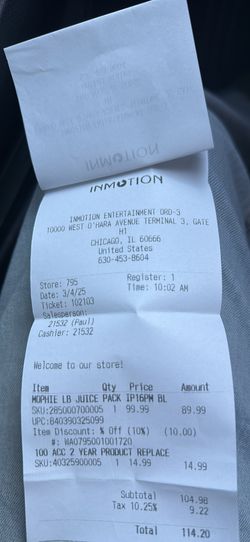 INMOTION
INMOTION
INMOTION ENTERTAINMENT ORD-3
10000 WEST O'HARA AVENUE TERMINAL 3, GATE
H1
CHICAGO, IL 60666
United States
630-453-8604
Store: 795 Register: 1
Date: 3/4/25 Time: 10:02 AM
Ticket: 102103
Salesperson:
21532 (Paul)
Cashier: 21532
Welcome to our store!
Item Qty Price Amount
MOPHIE LB JUICE PACK IP16PM BL
SKU:285000700005 1 99.99 89.99
UPC:840390325099
Item Discount: % Off (10%) (10.00)
#: WA0795001001720
100 ACC 2 YEAR PRODUCT REPLACE
SKU:40325900005 1 14.99 14.99
Subtotal 104.98
Tax 10.25% 9.22
Total 114.20